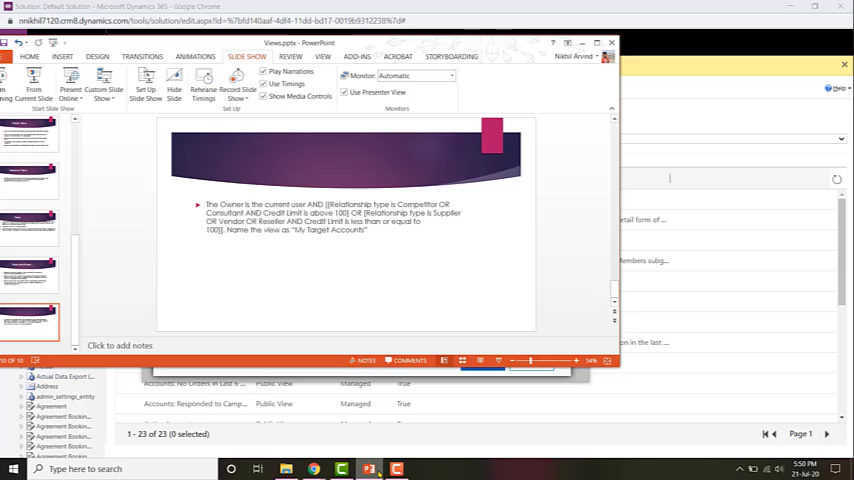 Solution: Default Solution - Microsoft Dynamics 365 - Google Chrome
nnikhil7120.crm8.dynamics.com/tools/solution/edit.aspx?id=%7bfd140aaf-4df4-11dd-bd17-0019b9312238%7d#
Views.pptx - PowerPoint
HOME INSERT DESIGN TRANSITIONS ANIMATIONS SLIDE SHOW REVIEW VIEW ADD-INS ACROBAT STORYBOARDING
Nikhil Arvind
From Current Slide
Present Online
Custom Slide Show
Set Up Slide Show
Hide Slide
Rehearse Timings
Record Slide Show
Play Narrations
Use Timings
Show Media Controls
Monitor: Automatic
Use Presenter View
Start Slide Show
Set Up
Monitors
Help
The Owner is the current user AND [[Relationship type is Competitor OR
Consultant AND Credit Limit is above 100] OR [Relationship type is Supplier
OR Vendor OR Reseller AND Credit Limit is less than or equal to
100]]. Name the view as "My Target Accounts"
etail form of ...
Members subg...
on in the last ...
Click to add notes
10 OF 10
NOTES COMMENTS
54%
Actual Data Export (...
Address
admin_settings_entity
Agreement
Agreement Bookin...
Agreement Bookin...
Agreement Bookin...
Accounts: No Orders in Last 6 ... Public View Managed True
Accounts: Responded to Camp... Public View Managed True
1 - 23 of 23 (0 selected)
Page 1
Type here to search
5:50 PM
21-Jul-20